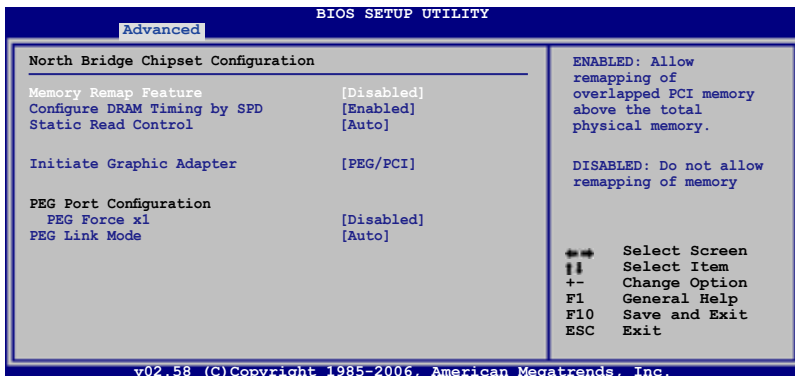 BIOS SETUP UTILITY
Advanced
North Bridge Chipset Configuration
Memory Remap Feature [Disabled]
Configure DRAM Timing by SPD [Enabled]
Static Read Control [Auto]
Initiate Graphic Adapter [PEG/PCI]
PEG Port Configuration
PEG Force x1 [Disabled]
PEG Link Mode [Auto]
ENABLED: Allow
remapping of
overlapped PCI memory
above the total
physical memory.
DISABLED: Do not allow
remapping of memory
←→ Select Screen
↑↓ Select Item
+- Change Option
F1 General Help
F10 Save and Exit
ESC Exit
v02.58 (C)Copyright 1985-2006, American Megatrends, Inc.